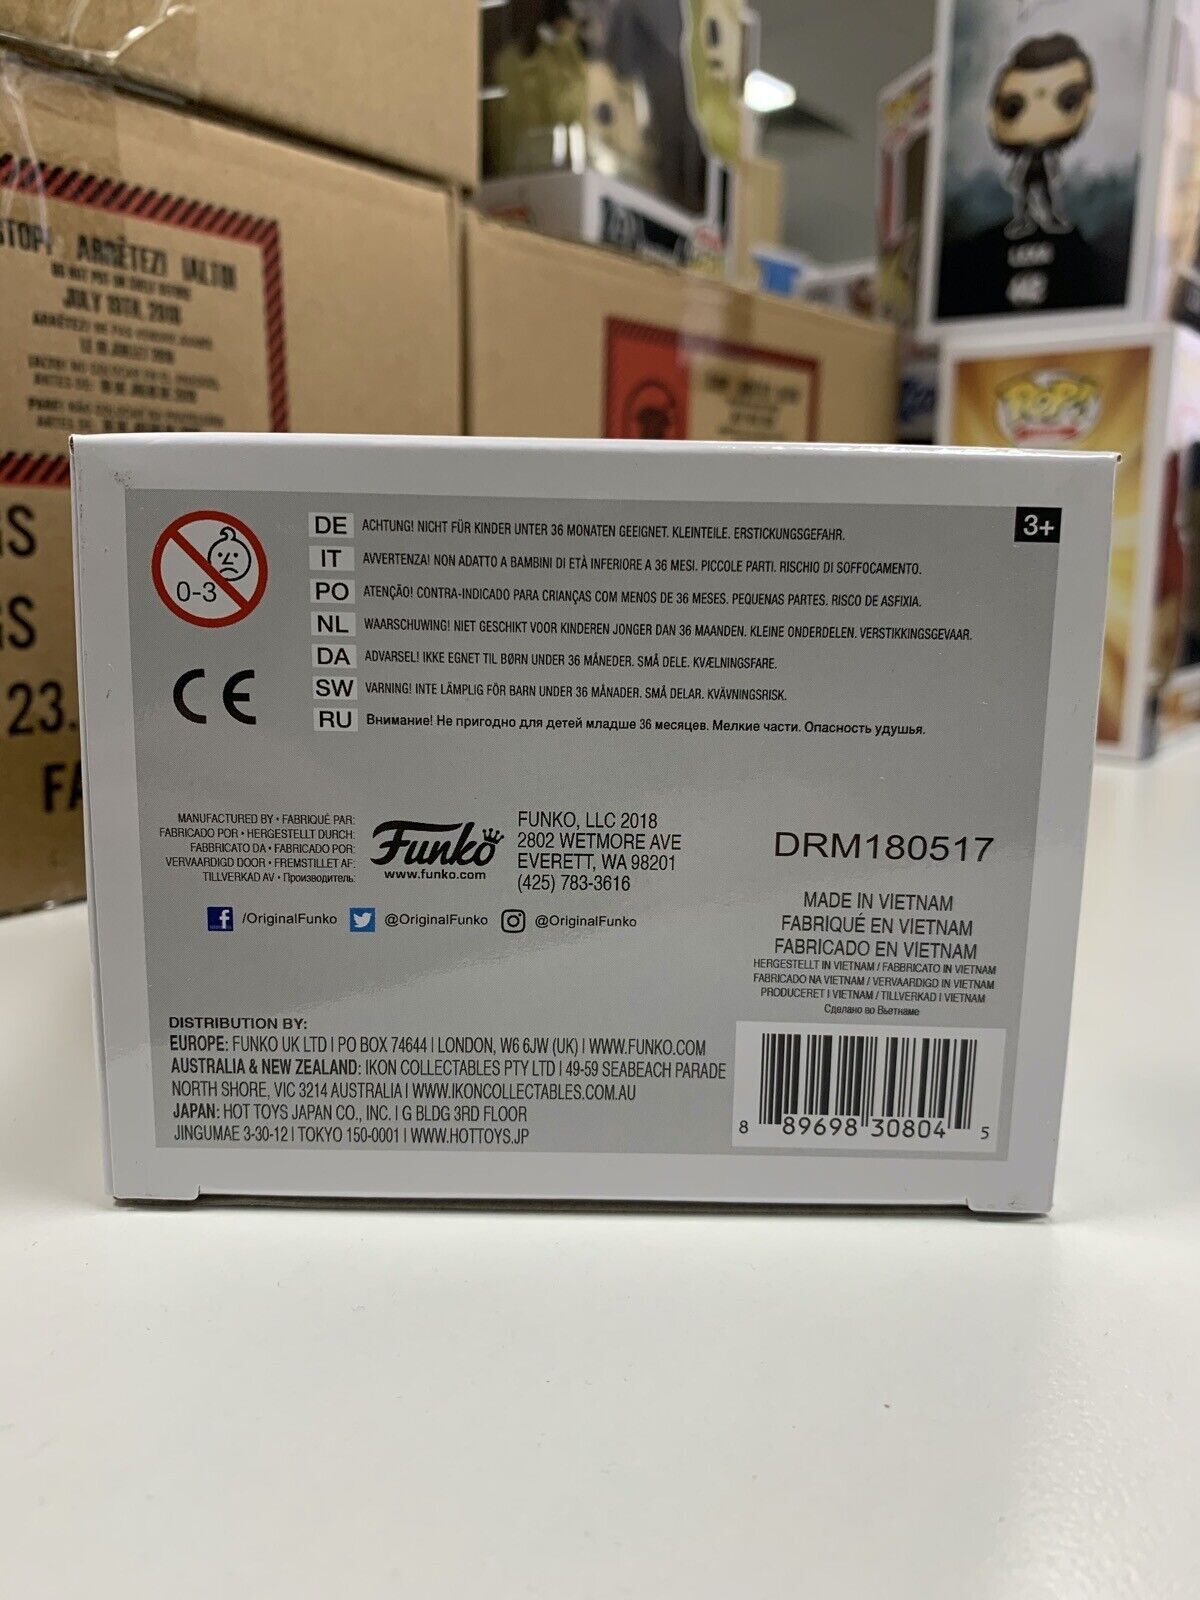 ARRÊTEZ! ¡ALTO!
JULY 19TH, 2018
GS
GS
23.
FA
POP!
0-3
3+
DE ACHTUNG! NICHT FÜR KINDER UNTER 36 MONATEN GEEIGNET. KLEINTEILE. ERSTICKUNGSGEFAHR.
IT AVVERTENZA! NON ADATTO A BAMBINI DI ETÀ INFERIORE A 36 MESI. PICCOLE PARTI. RISCHIO DI SOFFOCAMENTO.
PO ATENÇÃO! CONTRA-INDICADO PARA CRIANÇAS COM MENOS DE 36 MESES. PEQUENAS PARTES. RISCO DE ASFIXIA.
NL WAARSCHUWING! NIET GESCHIKT VOOR KINDEREN JONGER DAN 36 MAANDEN. KLEINE ONDERDELEN. VERSTIKKINGSGEVAAR.
DA ADVARSEL! IKKE EGNET TIL BØRN UNDER 36 MÅNEDER. SMÅ DELE. KVÆLNINGSFARE.
SW VARNING! INTE LÄMPLIG FÖR BARN UNDER 36 MÅNADER. SMÅ DELAR. KVÄVNINGSRISK.
RU Внимание! Не пригодно для детей младше 36 месяцев. Мелкие части. Опасность удушья.
CE
MANUFACTURED BY • FABRIQUÉ PAR:
FABRICADO POR • HERGESTELLT DURCH:
FABBRICATO DA • FABRICADO POR:
VERVAARDIGD DOOR • FREMSTILLET AF:
TILLVERKAD AV • Производитель:
Funko
www.funko.com
FUNKO, LLC 2018
2802 WETMORE AVE
EVERETT, WA 98201
(425) 783-3616
/OriginalFunko @OriginalFunko @OriginalFunko
DRM180517
MADE IN VIETNAM
FABRIQUÉ EN VIETNAM
FABRICADO EN VIETNAM
HERGESTELLT IN VIETNAM / FABBRICATO IN VIETNAM
FABRICADO NA VIETNAM / VERVAARDIGD IN VIETNAM
PRODUCERET I VIETNAM / TILLVERKAD I VIETNAM
Сделано во Вьетнаме
DISTRIBUTION BY:
EUROPE: FUNKO UK LTD | PO BOX 74644 | LONDON, W6 6JW (UK) | WWW.FUNKO.COM
AUSTRALIA & NEW ZEALAND: IKON COLLECTABLES PTY LTD | 49-59 SEABEACH PARADE
NORTH SHORE, VIC 3214 AUSTRALIA | WWW.IKONCOLLECTABLES.COM.AU
JAPAN: HOT TOYS JAPAN CO., INC. | G BLDG 3RD FLOOR
JINGUMAE 3-30-12 | TOKYO 150-0001 | WWW.HOTTOYS.JP
8 89698 30804 5